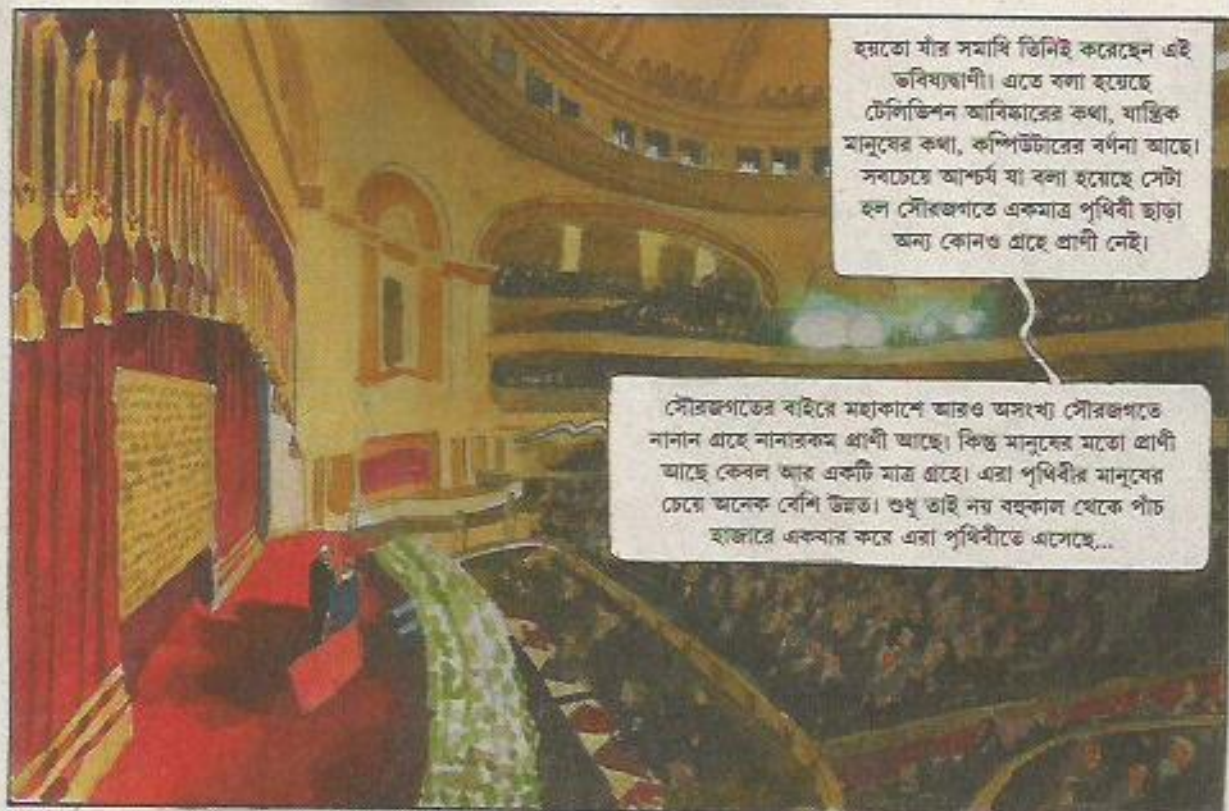 হয়তো যাঁর সমাধি তিনিই করেছেন এই
ভবিষ্যদ্বাণী। এতে বলা হয়েছে
টেলিভিশন আবিষ্কারের কথা, যান্ত্রিক
মানুষের কথা, কম্পিউটারের বর্ণনা আছে।
সবচেয়ে আশ্চর্য যা বলা হয়েছে সেটা
হল সৌরজগতে একমাত্র পৃথিবী ছাড়া
অন্য কোনও গ্রহে প্রাণী নেই।
সৌরজগতের বাইরে মহাকাশে আরও অসংখ্য সৌরজগতে
নানান গ্রহে নানারকম প্রাণী আছে। কিন্তু মানুষের মতো প্রাণী
আছে কেবল আর একটি মাত্র গ্রহে। এরা পৃথিবীর মানুষের
চেয়ে অনেক বেশি উন্নত। শুধু তাই নয় বহুকাল থেকে পাঁচ
হাজারে একবার করে এরা পৃথিবীতে এসেছে...